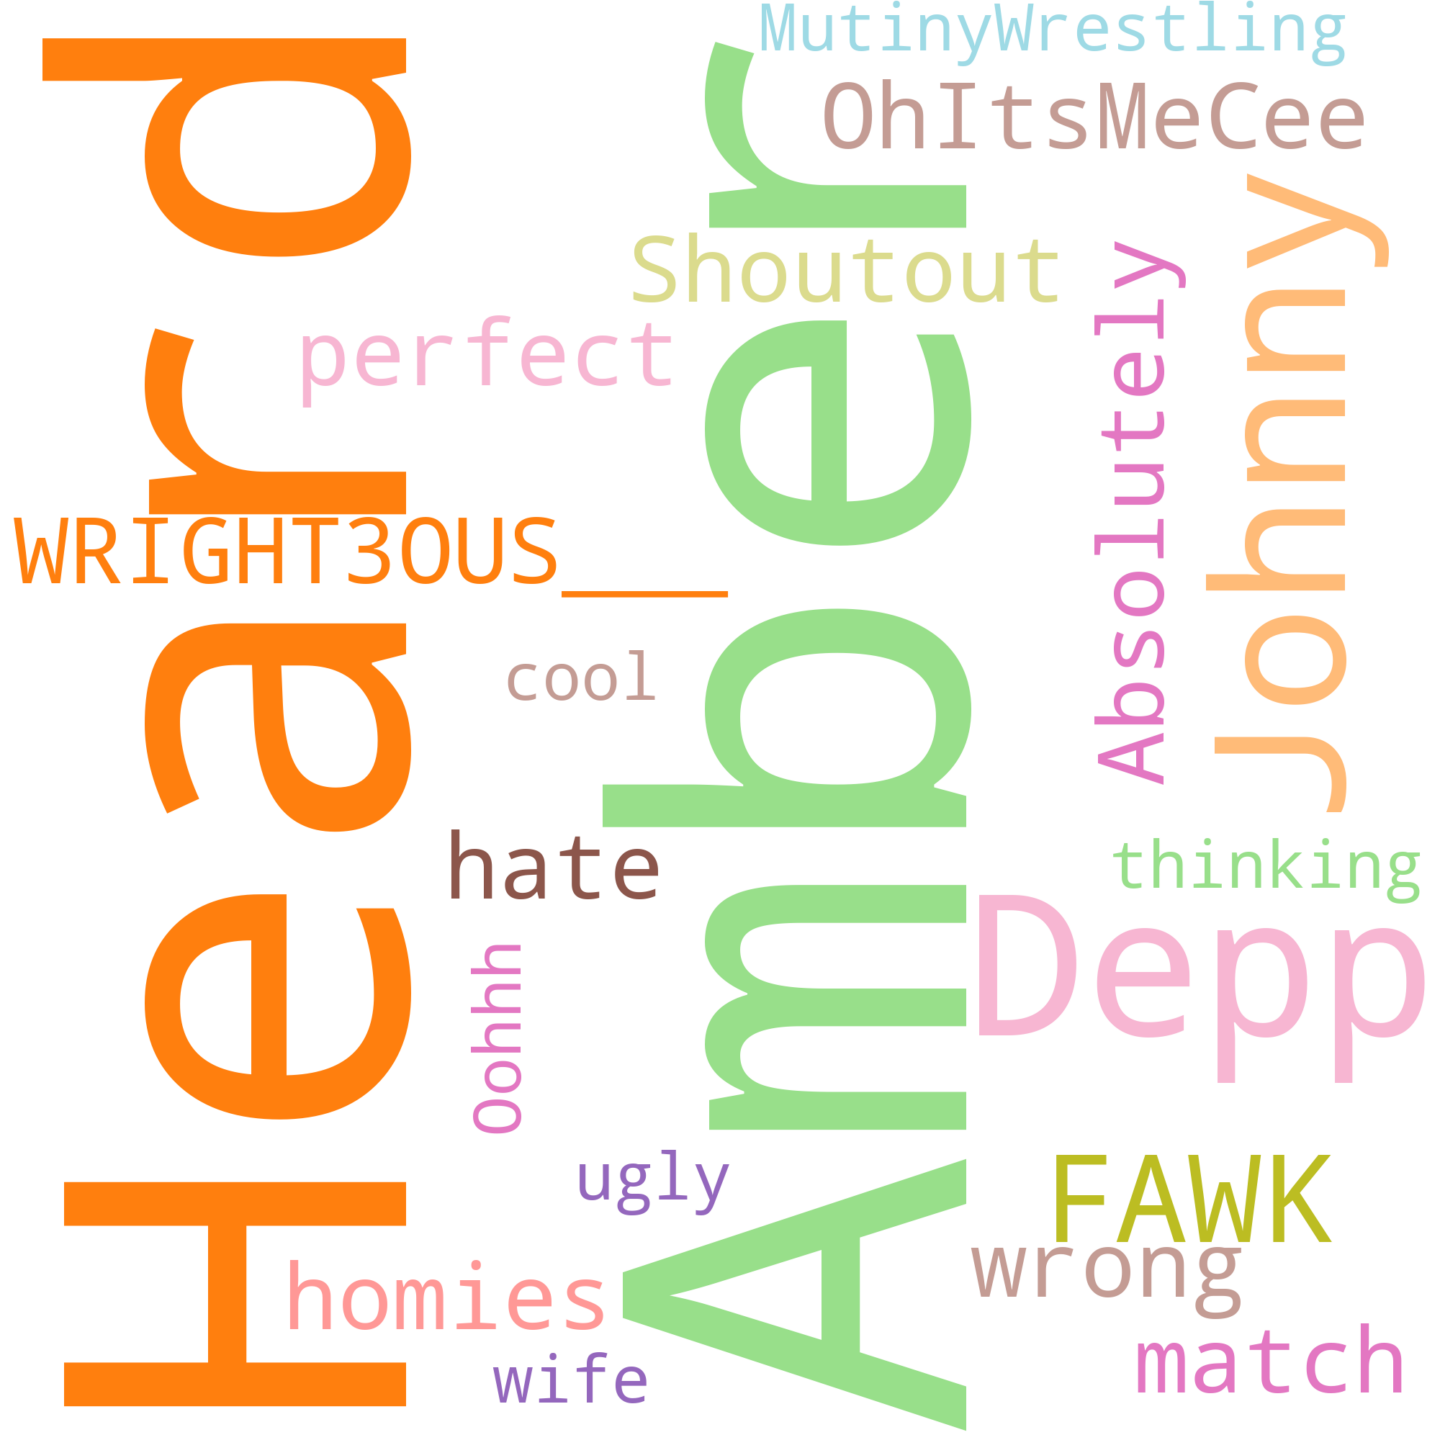 MutinyWrestling
OhItsMeCee
Heard
Amber
Johnny
Shoutout
Absolutely
perfect
WRIGHT3OUS___
cool
hate
thinking
Depp
Oohhh
ugly
FAWK
wrong
homies
match
wife